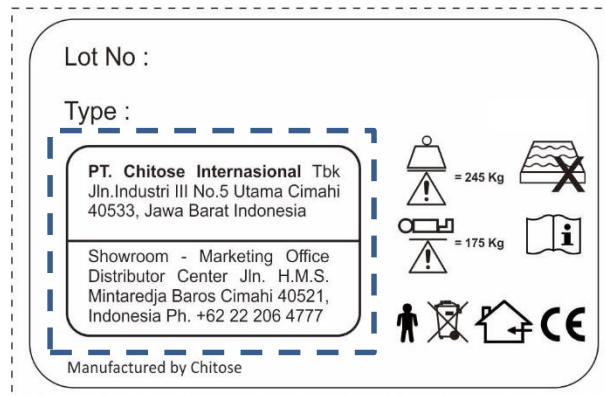 Lot No :
Type :
PT. Chitose Internasional Tbk
Jln.Industri III No.5 Utama Cimahi
40533, Jawa Barat Indonesia
Showroom - Marketing Office
Distributor Center Jln. H.M.S.
Mintaredja Baros Cimahi 40521,
Indonesia Ph. +62 22 206 4777
Manufactured by Chitose
= 245 Kg
= 175 Kg
i
CE